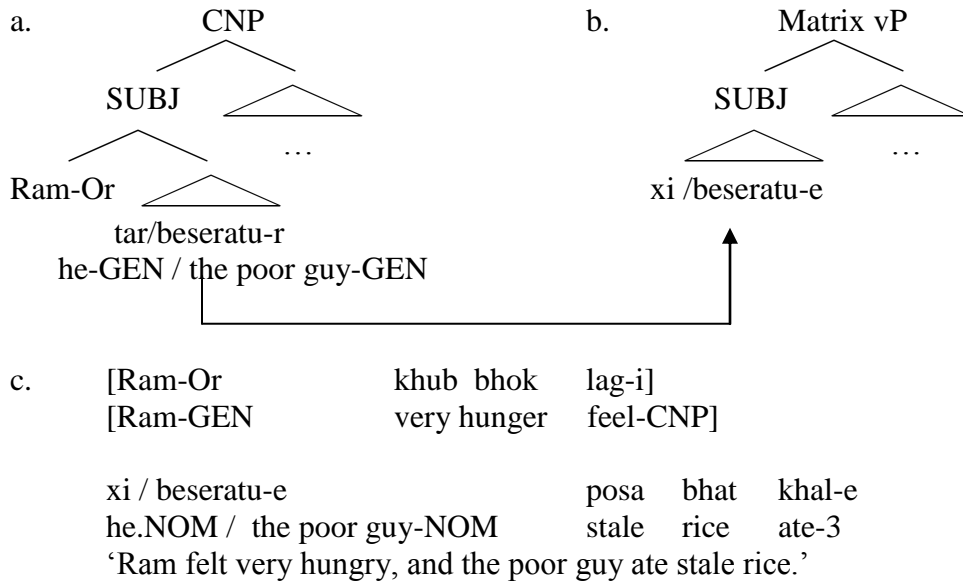 a. CNP b. Matrix vP
SUBJ SUBJ
… …
Ram-Or xi /beseratu-e
tar/beseratu-r
he-GEN / the poor guy-GEN
c. [Ram-Or khub bhok lag-i]
[Ram-GEN very hunger feel-CNP]
xi / beseratu-e posa bhat khal-e
he.NOM / the poor guy-NOM stale rice ate-3
‘Ram felt very hungry, and the poor guy ate stale rice.’